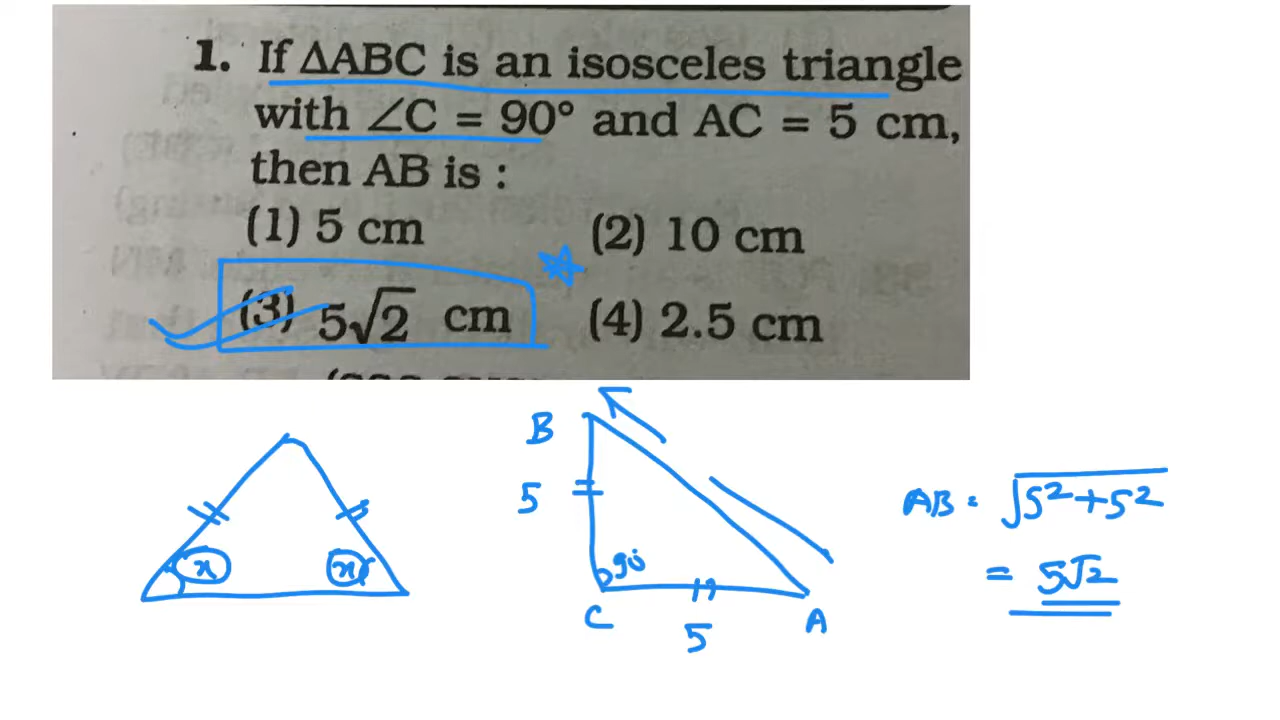 1. If ΔABC is an isosceles triangle
with ∠C = 90° and AC = 5 cm,
then AB is :
(1) 5 cm (2) 10 cm
(3) 5√2 cm (4) 2.5 cm
x x
B
5
90°
C
5
A
AB = √5²+5²
= 5√2